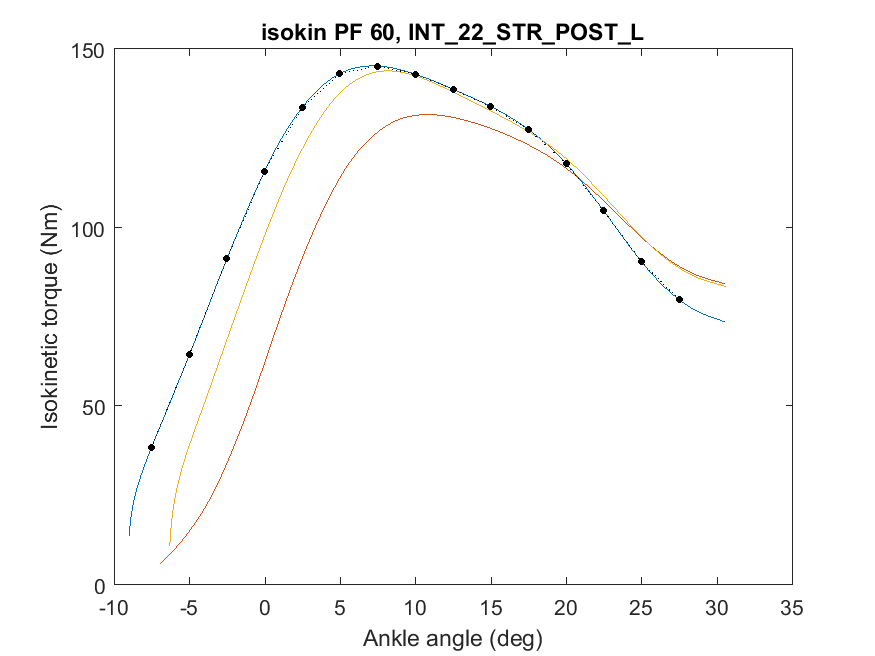 isokin PF 60, INT_22_STR_POST_L
Isokinetic torque (Nm)
150
100
50
0
-10 -5 0 5 10 15 20 25 30 35
Ankle angle (deg)